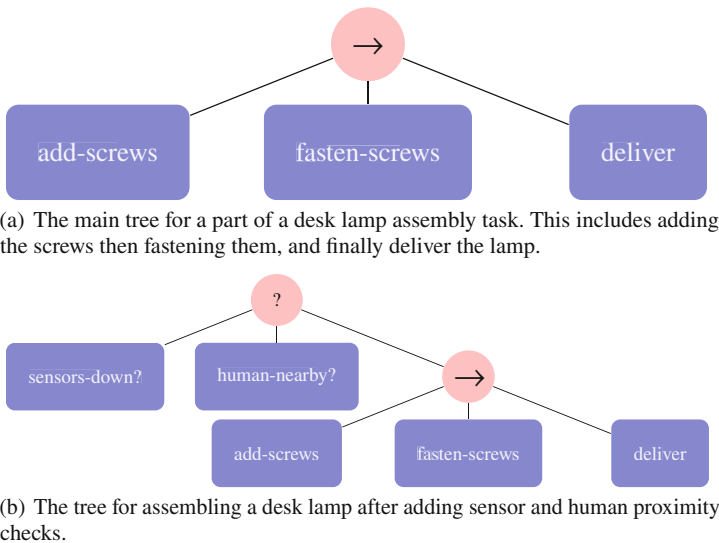 →
add-screws fasten-screws deliver
(a) The main tree for a part of a desk lamp assembly task. This includes adding
the screws then fastening them, and finally deliver the lamp.
?
sensors-down? human-nearby?
→
add-screws fasten-screws deliver
(b) The tree for assembling a desk lamp after adding sensor and human proximity
checks.